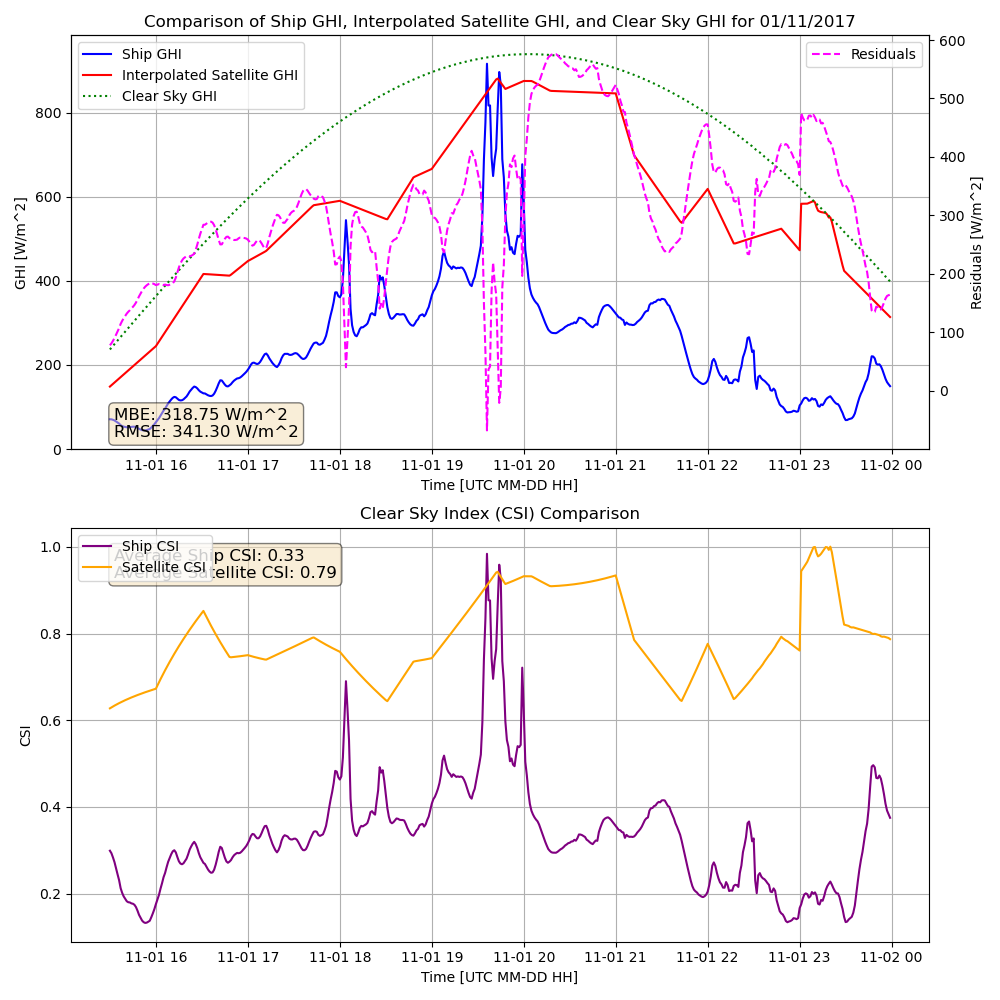 Comparison of Ship GHI, Interpolated Satellite GHI, and Clear Sky GHI for 01/11/2017
Ship GHI
Interpolated Satellite GHI
Clear Sky GHI
Residuals
800
600
400
200
0
GHI [W/m^2]
600
500
400
300
200
100
0
Residuals [W/m^2]
MBE: 318.75 W/m^2
RMSE: 341.30 W/m^2
11-01 16 11-01 17 11-01 18 11-01 19 11-01 20 11-01 21 11-01 22 11-01 23 11-02 00
Time [UTC MM-DD HH]
Clear Sky Index (CSI) Comparison
Ship CSI
Satellite CSI
Average Ship CSI: 0.33
Average Satellite CSI: 0.79
1.0
0.8
0.6
0.4
0.2
CSI
11-01 16 11-01 17 11-01 18 11-01 19 11-01 20 11-01 21 11-01 22 11-01 23 11-02 00
Time [UTC MM-DD HH]